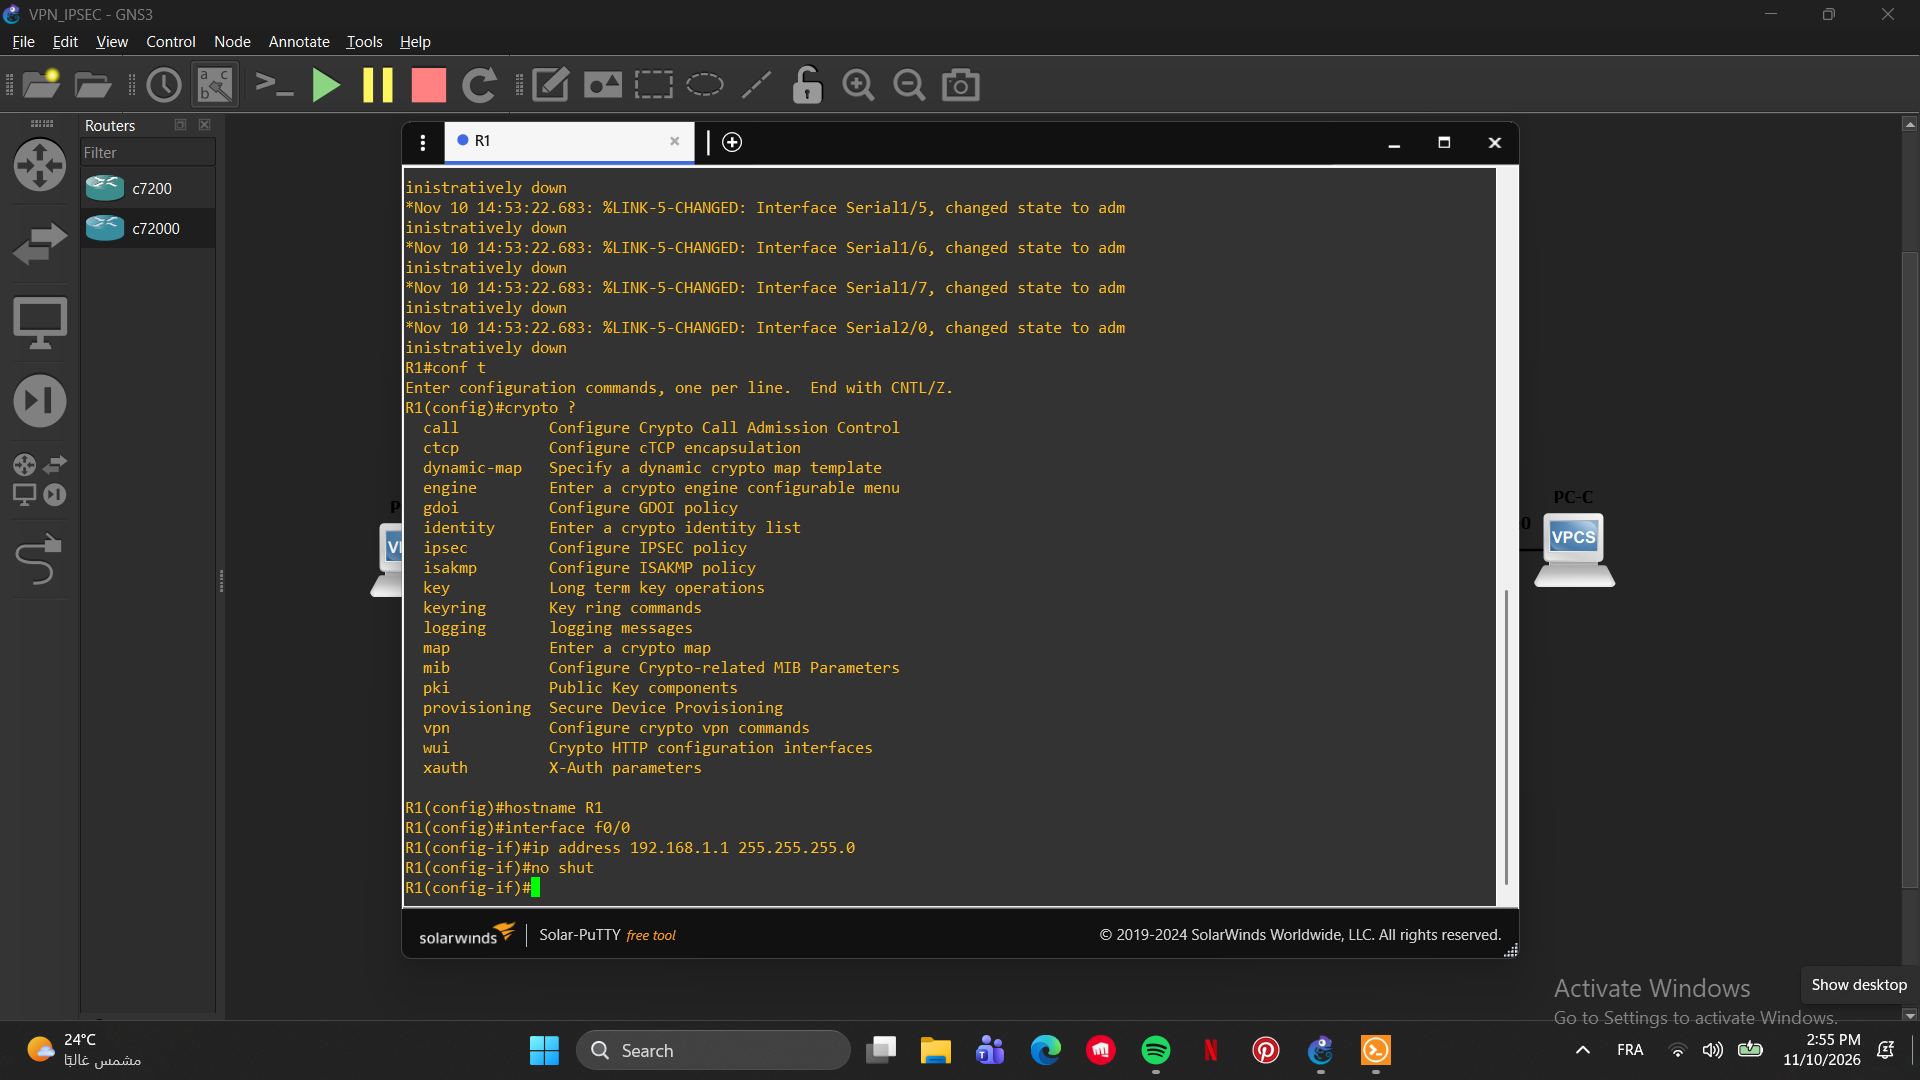 VPN_IPSEC - GNS3
File Edit View Control Node Annotate Tools Help
Routers
Filter
c7200
c72000
R1
inistratively down
*Nov 10 14:53:22.683: %LINK-5-CHANGED: Interface Serial1/5, changed state to adm
inistratively down
*Nov 10 14:53:22.683: %LINK-5-CHANGED: Interface Serial1/6, changed state to adm
inistratively down
*Nov 10 14:53:22.683: %LINK-5-CHANGED: Interface Serial1/7, changed state to adm
inistratively down
*Nov 10 14:53:22.683: %LINK-5-CHANGED: Interface Serial2/0, changed state to adm
inistratively down
R1#conf t
Enter configuration commands, one per line.  End with CNTL/Z.
R1(config)#crypto ?
call Configure Crypto Call Admission Control
ctcp Configure cTCP encapsulation
dynamic-map Specify a dynamic crypto map template
engine Enter a crypto engine configurable menu
gdoi Configure GDOI policy
identity Enter a crypto identity list
ipsec Configure IPSEC policy
isakmp Configure ISAKMP policy
key Long term key operations
keyring Key ring commands
logging logging messages
map Enter a crypto map
mib Configure Crypto-related MIB Parameters
pki Public Key components
provisioning Secure Device Provisioning
vpn Configure crypto vpn commands
wui Crypto HTTP configuration interfaces
xauth X-Auth parameters
R1(config)#hostname R1
R1(config)#interface f0/0
R1(config-if)#ip address 192.168.1.1 255.255.255.0
R1(config-if)#no shut
R1(config-if)#
P
PC-C
0
VPCS
solarwinds
Solar-PuTTY free tool
© 2019-2024 SolarWinds Worldwide, LLC. All rights reserved.
Activate Windows
Go to Settings to activate Windows.
Show desktop
24°C
مشمس غالبًا
Search
FRA
2:55 PM
11/10/2026